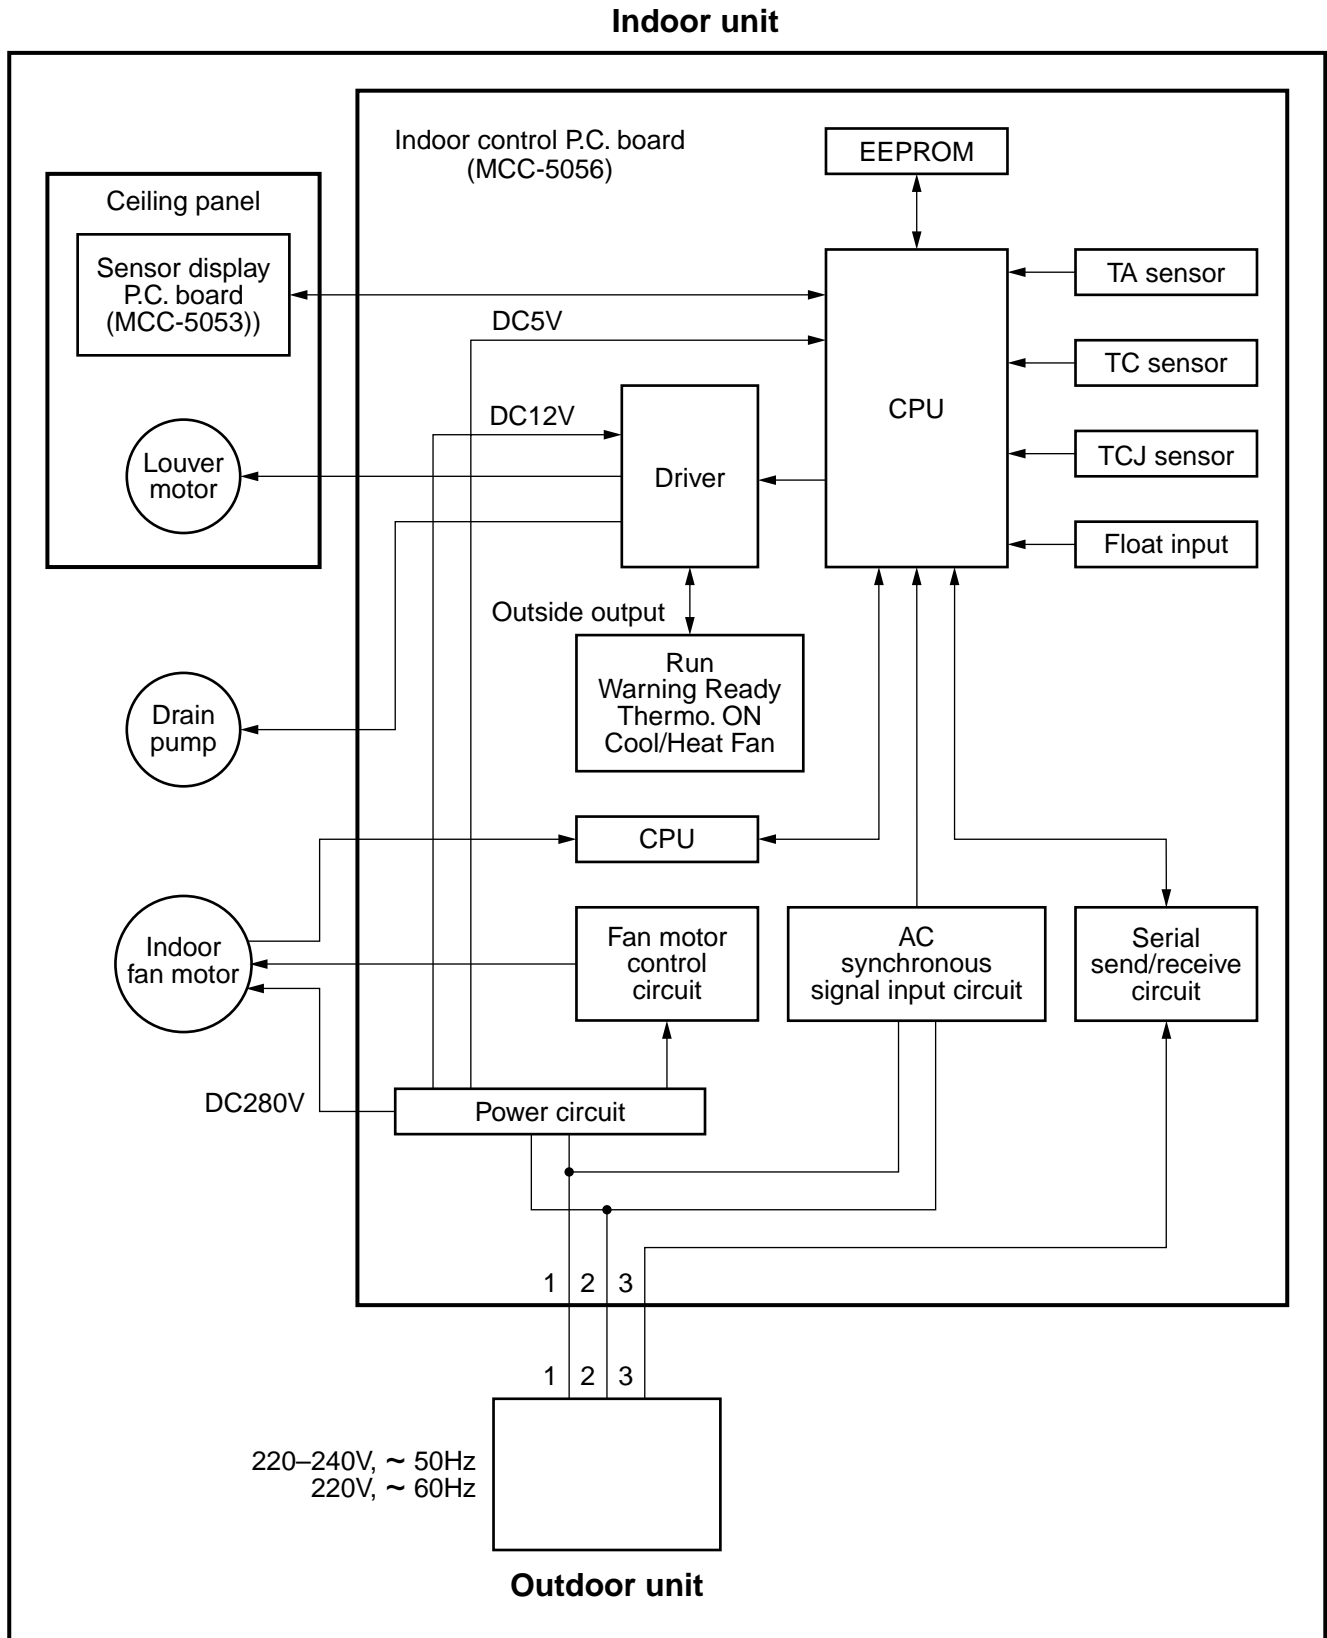 Indoor unit
Indoor control P.C. board
(MCC-5056)
EEPROM
Ceiling panel
Sensor display
P.C. board
(MCC-5053))
TA sensor
DC5V
TC sensor
CPU
DC12V
Louver
motor
Driver
TCJ sensor
Float input
Outside output
Run
Warning Ready
Thermo. ON
Cool/Heat Fan
Drain
pump
CPU
Indoor
fan motor
Fan motor
control
circuit
AC
synchronous
signal input circuit
Serial
send/receive
circuit
DC280V
Power circuit
1 2 3
1 2 3
220–240V, ~ 50Hz
220V, ~ 60Hz
Outdoor unit